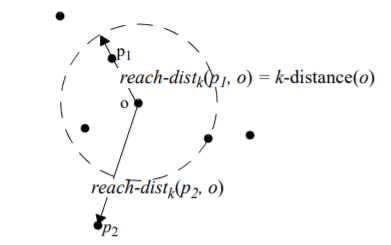 p1
reach-distk(p1, o) = k-distance(o)
o
reach-distk(p2, o)
p2